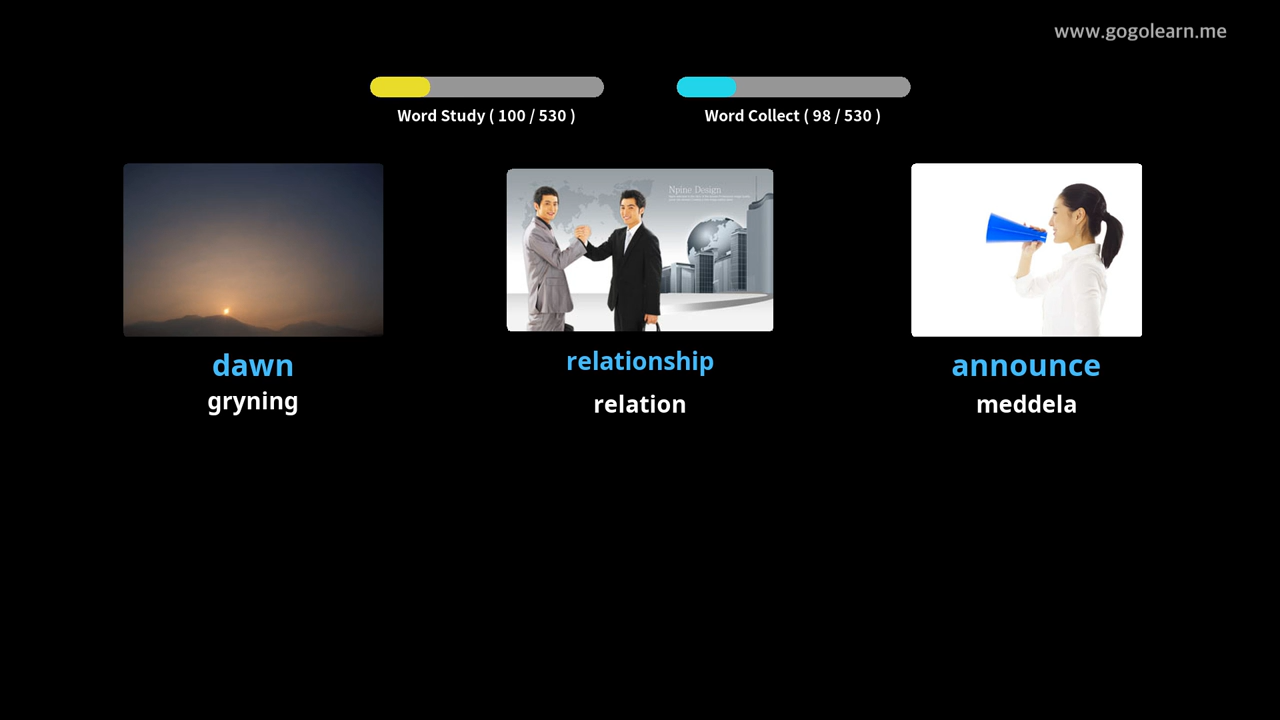 www.gogolearn.me
Word Study ( 100 / 530 )
Word Collect ( 98 / 530 )
Npine Design
dawn
gryning
relationship
relation
announce
meddela